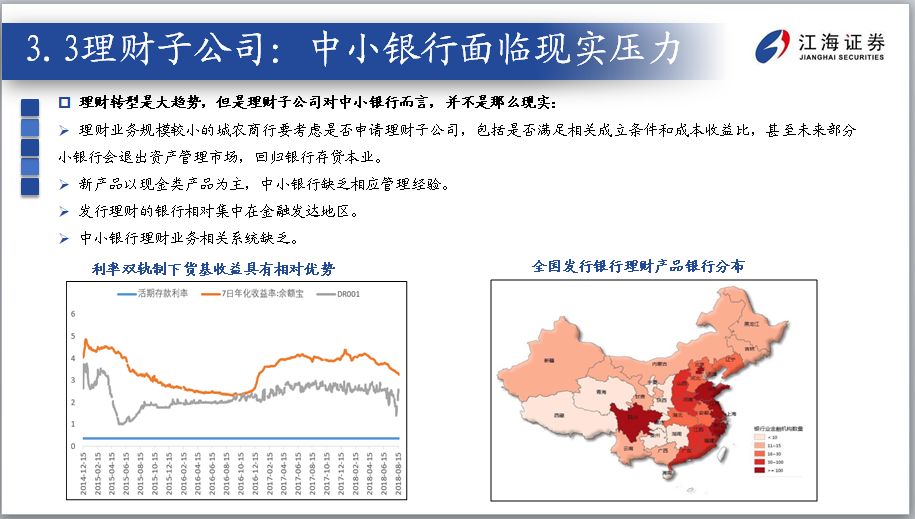 3.3理财子公司：中小银行面临现实压力
江海证券
JIANGHAI SECURITIES
理财转型是大趋势，但是理财子公司对中小银行而言，并不是那么现实：
理财业务规模较小的城农商行要考虑是否申请理财子公司，包括是否满足相关成立条件和成本收益比，甚至未来部分
小银行会退出资产管理市场，回归银行存贷本业。
新产品以现金类产品为主，中小银行缺乏相应管理经验。
发行理财的银行相对集中在金融发达地区。
中小银行理财业务相关系统缺乏。
利率双轨制下货基收益具有相对优势
活期存款利率
7日年化收益率:余额宝
DR001
6
5
4
3
2
1
0
2014-12-15
2015-02-15
2015-04-15
2015-06-15
2015-08-15
2015-10-15
2015-12-15
2016-02-15
2016-04-15
2016-06-15
2016-08-15
2016-10-15
2016-12-15
2017-02-15
2017-04-15
2017-06-15
2017-08-15
2017-10-15
2017-12-15
2018-02-15
2018-04-15
2018-06-15
2018-08-15
全国发行银行理财产品银行分布
黑龙江
吉林
辽宁
内蒙古
新疆
青海
甘肃
西藏
陕西
湖北
湖南
江西
上海
云南
广西
海南
银行业金融机构数量
< 10
11~15
16~30
50~100
>= 100